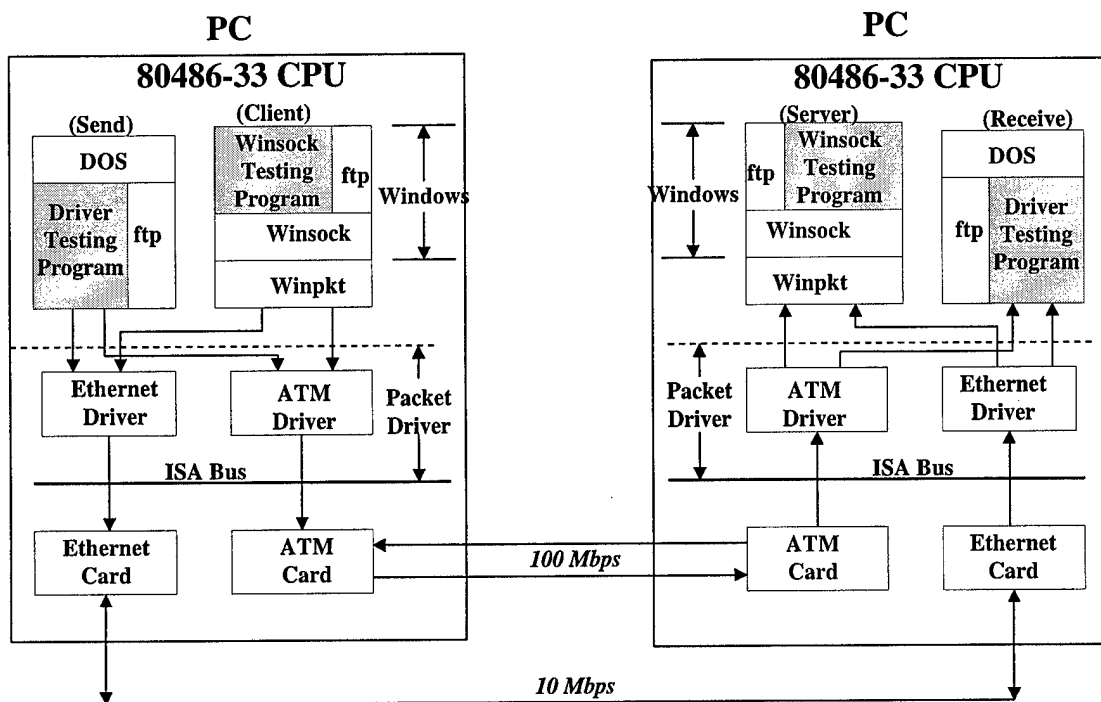 PC
80486-33 CPU
(Send)
DOS
Driver
Testing
Program
ftp
(Client)
Winsock
Testing
Program
ftp
Winsock
Winpkt
Windows
Ethernet
Driver
ATM
Driver
Packet
Driver
ISA Bus
Ethernet
Card
ATM
Card
PC
80486-33 CPU
(Server)
ftp
Winsock
Testing
Program
Winsock
Winpkt
Windows
(Receive)
DOS
ftp
Driver
Testing
Program
Packet
Driver
ATM
Driver
Ethernet
Driver
ISA Bus
ATM
Card
Ethernet
Card
100 Mbps
10 Mbps